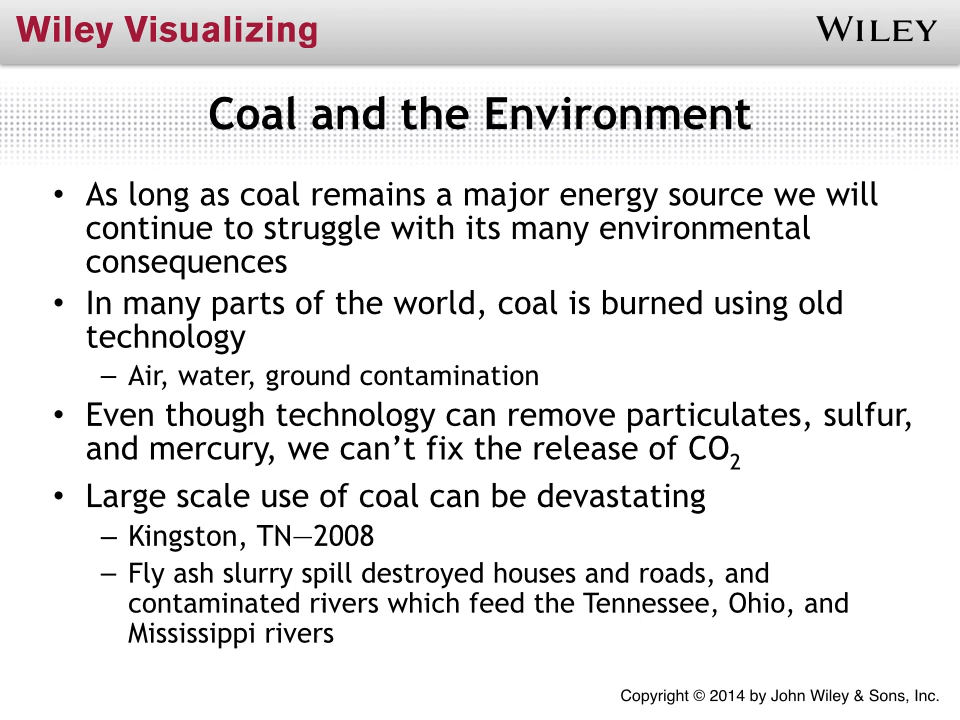 Wiley Visualizing
WILEY
Coal and the Environment
• As long as coal remains a major energy source we will
continue to struggle with its many environmental
consequences
• In many parts of the world, coal is burned using old
technology
– Air, water, ground contamination
• Even though technology can remove particulates, sulfur,
and mercury, we can’t fix the release of CO₂
• Large scale use of coal can be devastating
– Kingston, TN—2008
– Fly ash slurry spill destroyed houses and roads, and
contaminated rivers which feed the Tennessee, Ohio, and
Mississippi rivers
Copyright © 2014 by John Wiley & Sons, Inc.